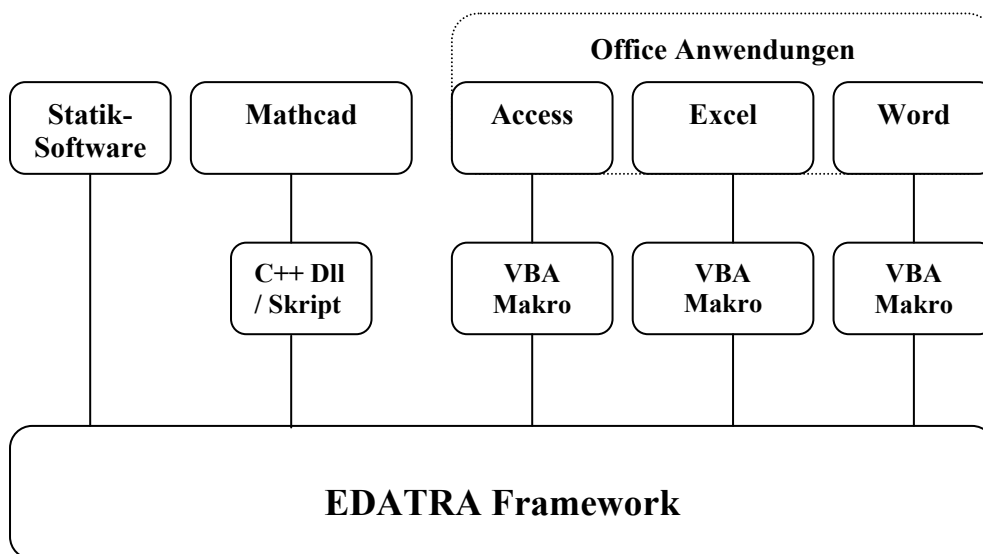 Office Anwendungen
Statik-
Software
Mathcad
Access
Excel
Word
C++ Dll
/ Skript
VBA
Makro
VBA
Makro
VBA
Makro
EDATRA Framework